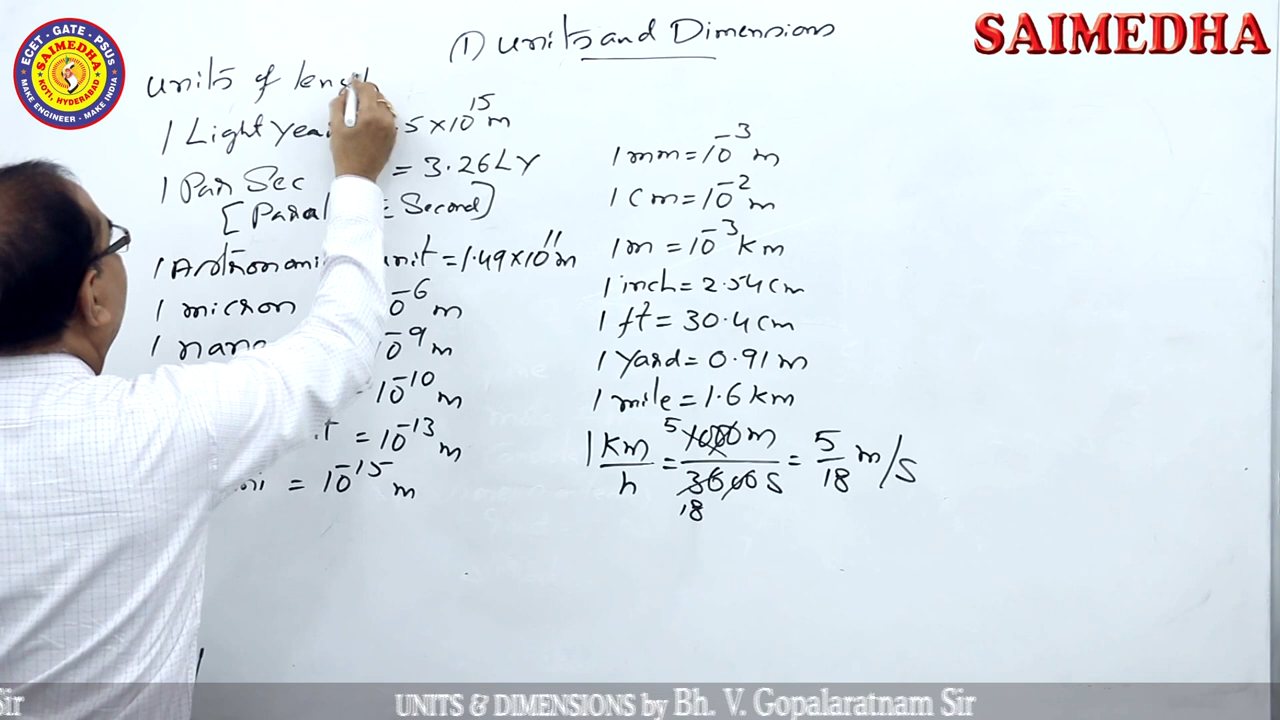 ECET - GATE - PSUS
SAIMEDHA
KOTI, HYDERABAD
MAKE ENGINEER - MAKE INDIA
SAIMEDHA
1) Units and Dimensions
Units of leng
1 Light year .5 × 10^15 m
1 Par Sec = 3.26 LY
[Paral Second]
1 Astronomi unit = 1.49×10^11 m
1 micron 0^-6 m
1 nano 10^-9 m
10^-10 m
t = 10^-13 m
mi = 10^-15 m
1 mm = 10^-3 m
1 Cm = 10^-2 m
1 m = 10^-3 km
1 inch = 2.54 cm
1 ft = 30.4 cm
1 Yard = 0.91 m
1 mile = 1.6 km
1 km/h = 5 1000 m / 3600 s 18 = 5/18 m/s
Sir
UNITS & DIMENSIONS by Bh. V. Gopalaratnam Sir